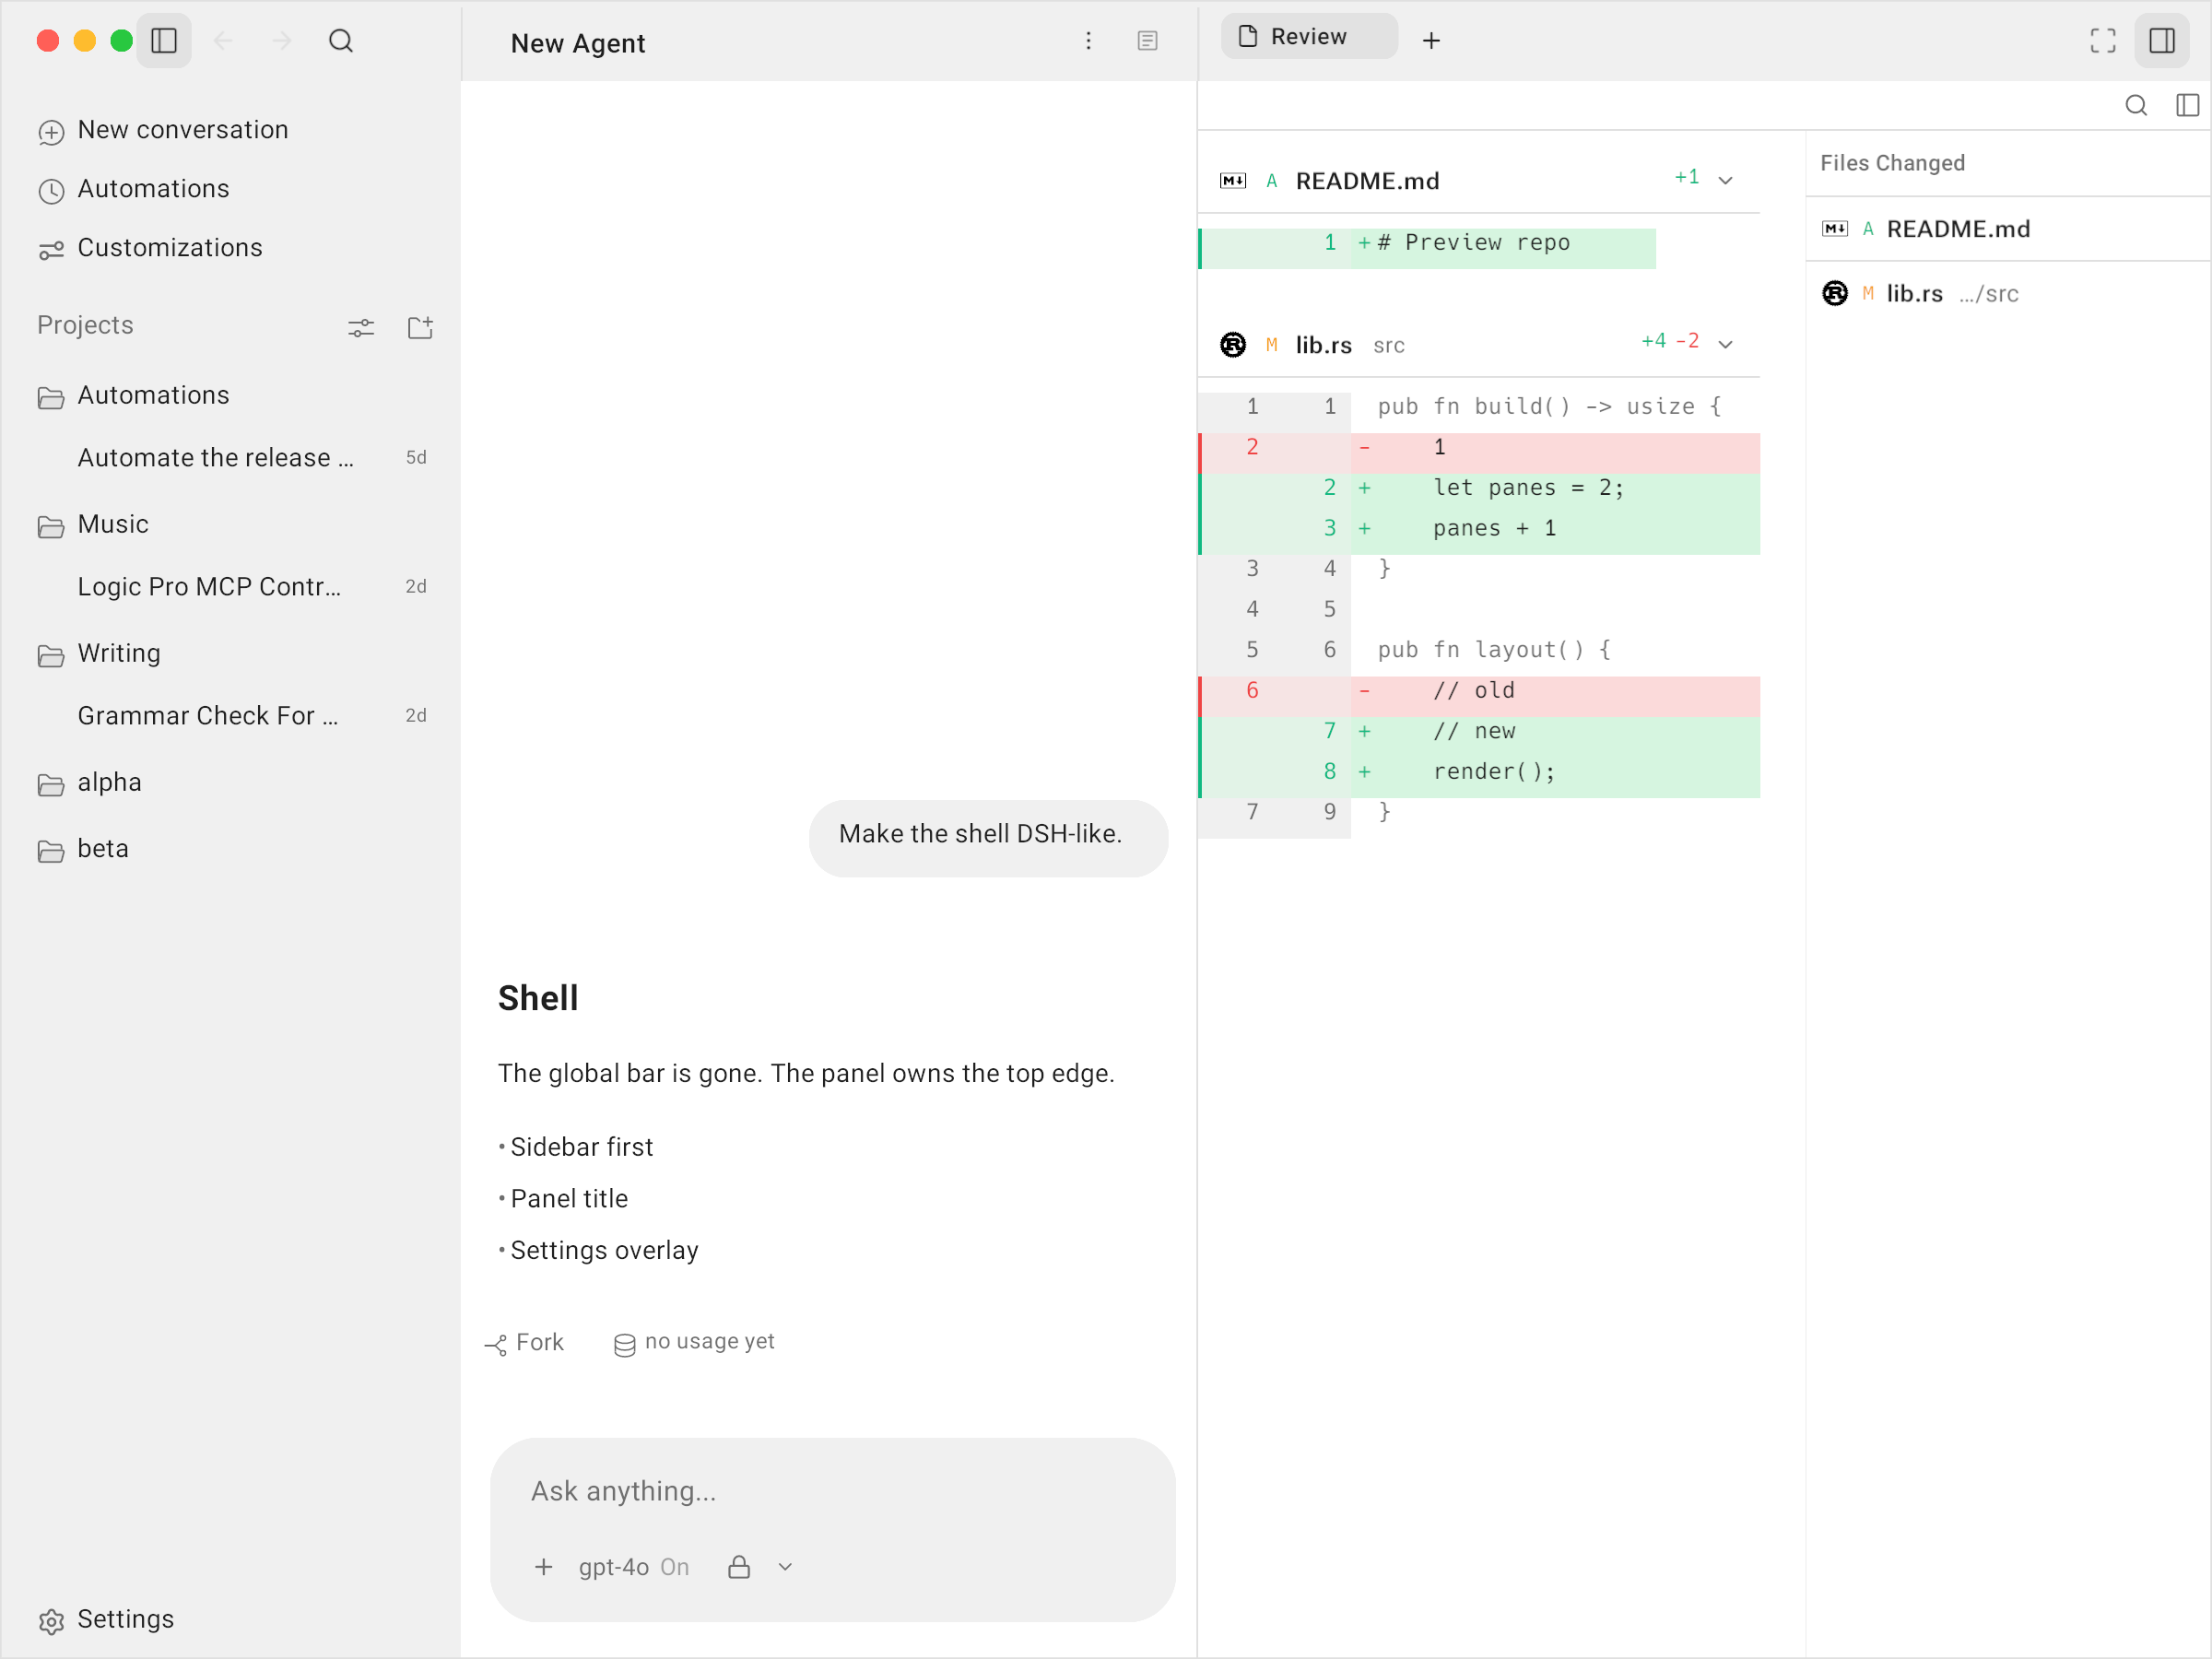 New Agent
Review
New conversation
Automations
Customizations
Projects
Automations
Automate the release ... 5d
Music
Logic Pro MCP Contr... 2d
Writing
Grammar Check For ... 2d
alpha
beta
Settings
Make the shell DSH-like.
Shell
The global bar is gone. The panel owns the top edge.
• Sidebar first
• Panel title
• Settings overlay
Fork no usage yet
Ask anything...
+ gpt-4o On
M↓ A README.md +1
1 + # Preview repo
R M lib.rs src +4 -2
1 1 pub fn build() -> usize {
2 - 1
2 + let panes = 2;
3 + panes + 1
3 4 }
4 5
5 6 pub fn layout() {
6 - // old
7 + // new
8 + render();
7 9 }
Files Changed
M↓ A README.md
R M lib.rs .../src